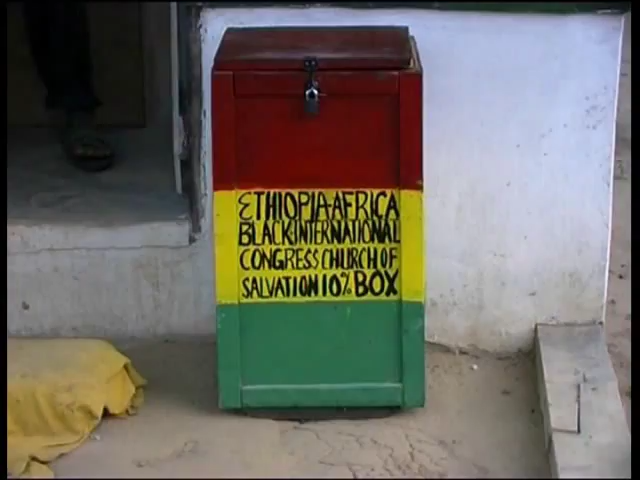 ETHIOPIA-AFRICA
BLACK INTERNATIONAL
CONGRESS CHURCH OF
SALVATION 10% BOX